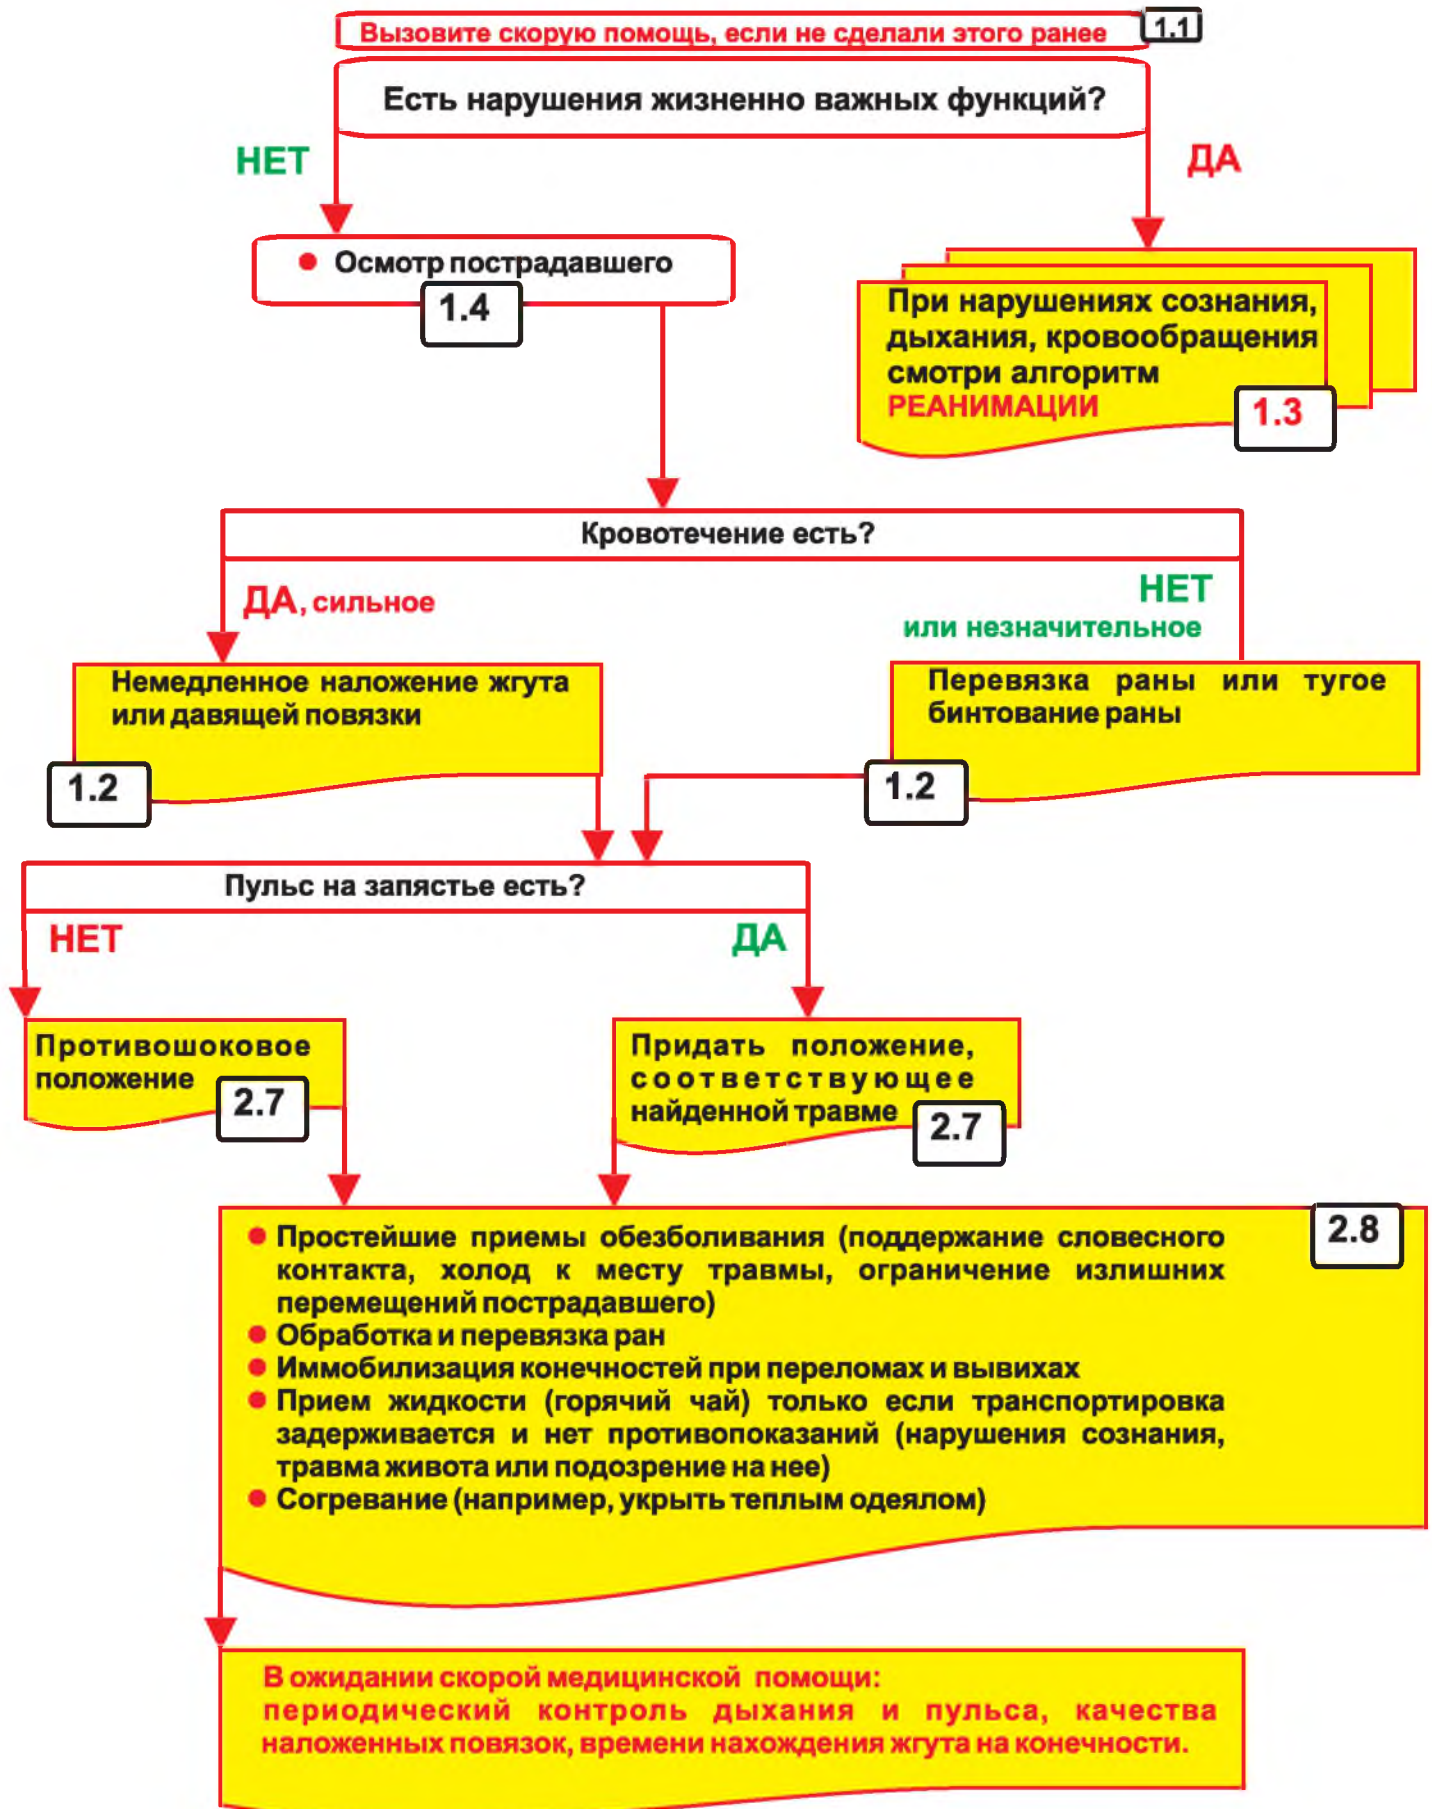 Вызовите скорую помощь, если не сделали этого ранее
1.1
Есть нарушения жизненно важных функций?
НЕТ
ДА
● Осмотр пострадавшего
1.4
При нарушениях сознания,
дыхания, кровообращения
смотри алгоритм
РЕАНИМАЦИИ
1.3
Кровотечение есть?
ДА, сильное
НЕТ
или незначительное
Немедленное наложение жгута
или давящей повязки
1.2
Перевязка раны или тугое
бинтование раны
1.2
Пульс на запястье есть?
НЕТ
ДА
Противошоковое
положение
2.7
Придать положение,
соответствующее
найденной травме
2.7
2.8
● Простейшие приемы обезболивания (поддержание словесного
контакта, холод к месту травмы, ограничение излишних
перемещений пострадавшего)
● Обработка и перевязка ран
● Иммобилизация конечностей при переломах и вывихах
● Прием жидкости (горячий чай) только если транспортировка
задерживается и нет противопоказаний (нарушения сознания,
травма живота или подозрение на нее)
● Согревание (например, укрыть теплым одеялом)
В ожидании скорой медицинской помощи:
периодический контроль дыхания и пульса, качества
наложенных повязок, времени нахождения жгута на конечности.